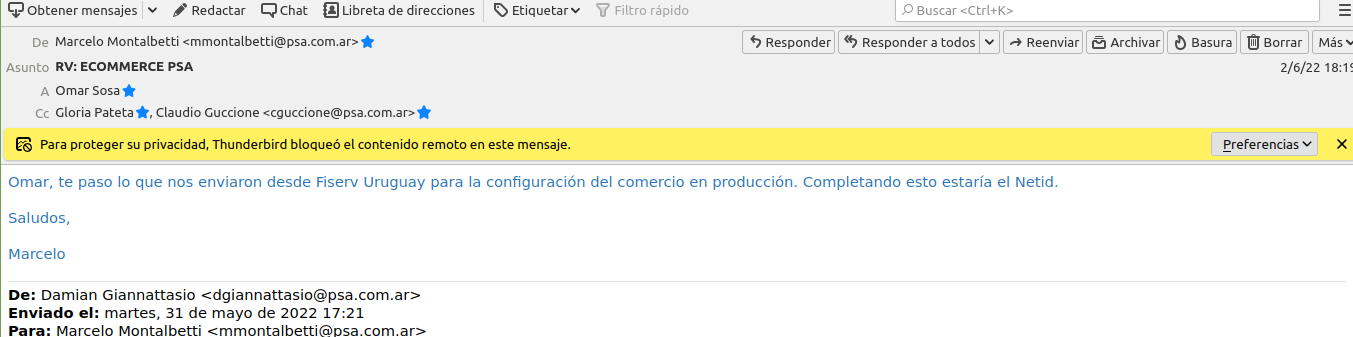 Obtener mensajes Redactar Chat Libreta de direcciones Etiquetar Filtro rápido Buscar <Ctrl+K>
De Marcelo Montalbetti <mmontalbetti@psa.com.ar> Responder Responder a todos Reenviar Archivar Basura Borrar Más
Asunto RV: ECOMMERCE PSA 2/6/22 18:19
A Omar Sosa
Cc Gloria Pateta, Claudio Guccione <cguccione@psa.com.ar>
Para proteger su privacidad, Thunderbird bloqueó el contenido remoto en este mensaje. Preferencias
Omar, te paso lo que nos enviaron desde Fiserv Uruguay para la configuración del comercio en producción. Completando esto estaría el Netid.
Saludos,
Marcelo
De: Damian Giannattasio <dgiannattasio@psa.com.ar>
Enviado el: martes, 31 de mayo de 2022 17:21
Para: Marcelo Montalbetti <mmontalbetti@psa.com.ar>